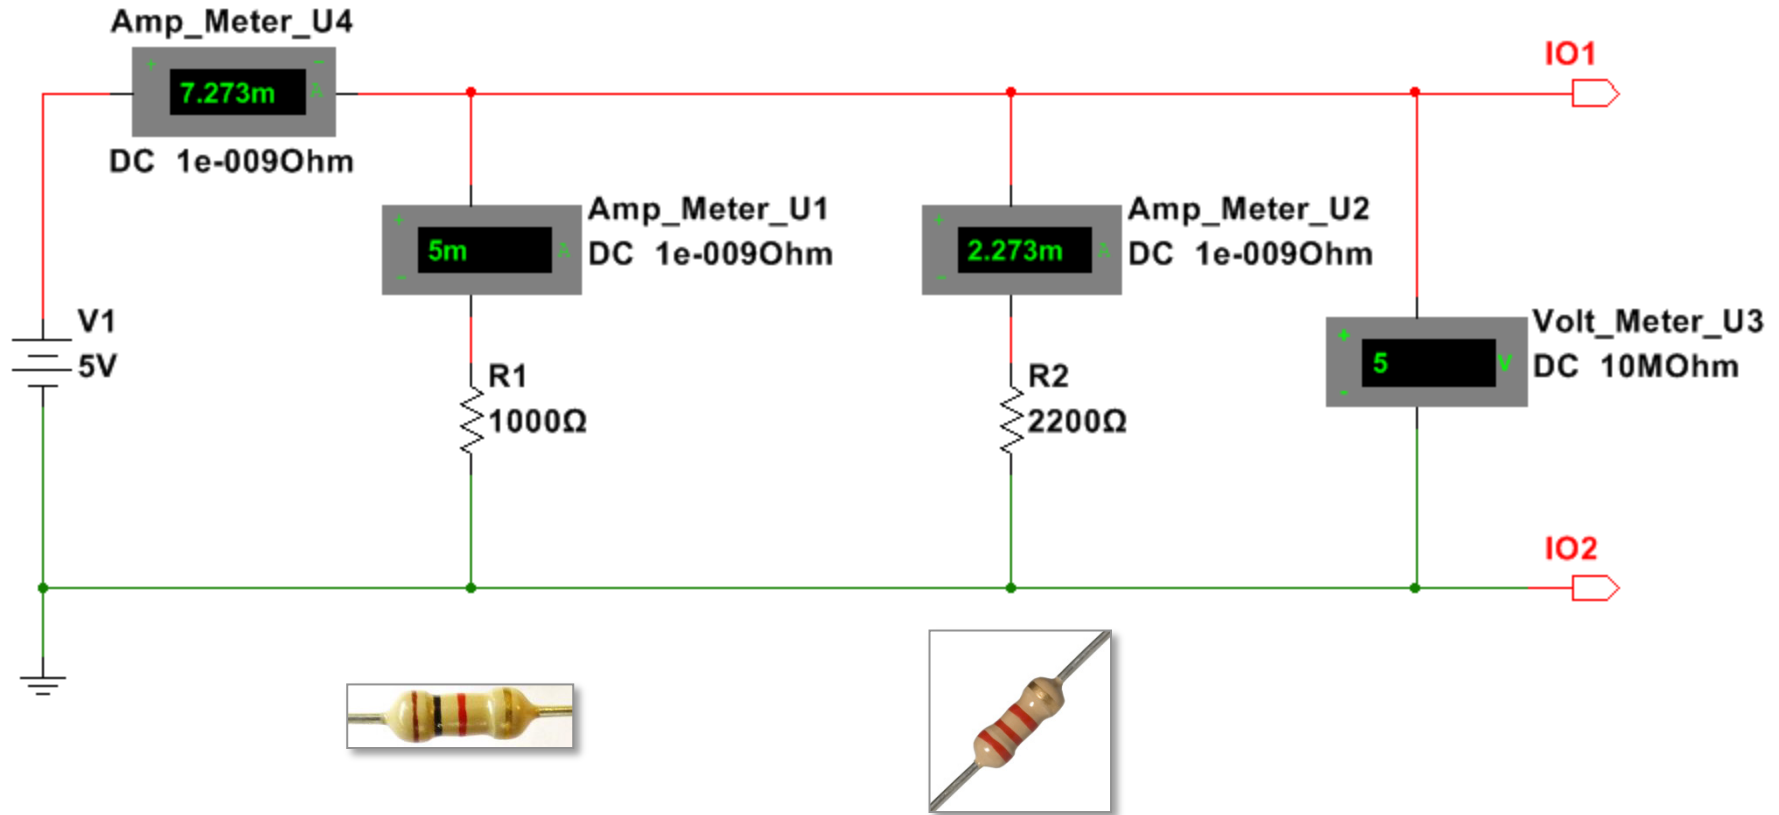 Amp_Meter_U4
+ −
7.273m A
DC 1e-009Ohm
IO1
Amp_Meter_U1
+
5m A
−
DC 1e-009Ohm
Amp_Meter_U2
+
2.273m A
−
DC 1e-009Ohm
V1
5V
R1
1000Ω
R2
2200Ω
Volt_Meter_U3
+
5 V
-
DC 10MOhm
IO2